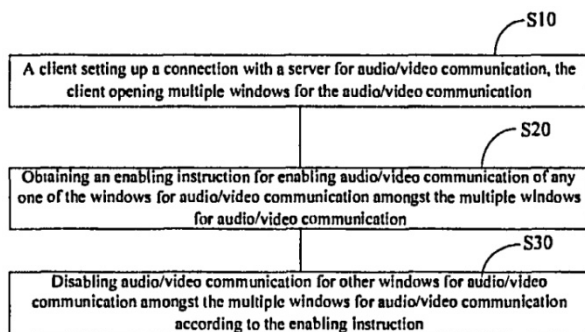 S10
A client setting up a connection with a server for audio/video communication, the
client opening multiple windows for the audio/video communication
S20
Obtaining an enabling instruction for enabling audio/video communication of any
one of the windows for audio/video communication amongst the multiple windows
for audio/video communication
S30
Disabling audio/video communication for other windows for audio/video
communication amongst the multiple windows for audio/video communication
according to the enabling instruction